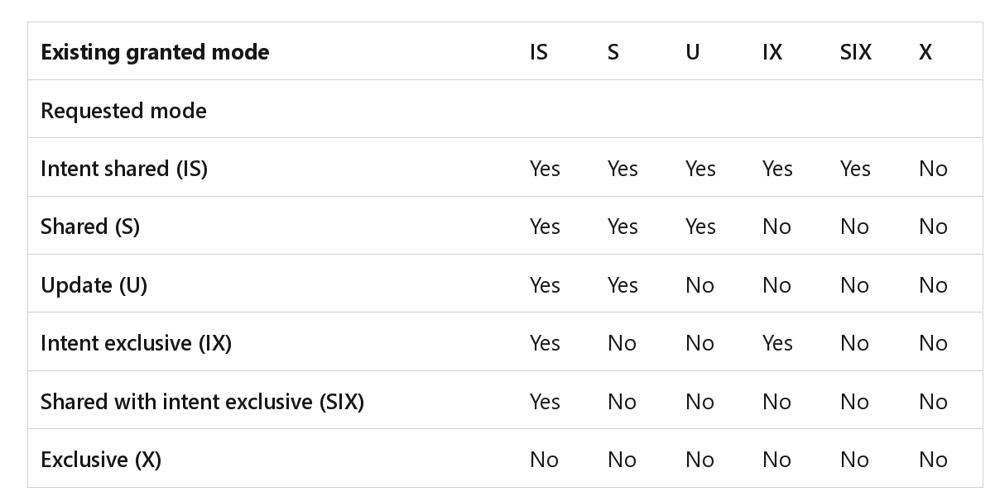 Existing granted mode IS S U IX SIX X
Requested mode
Intent shared (IS) Yes Yes Yes Yes Yes No
Shared (S) Yes Yes Yes No No No
Update (U) Yes Yes No No No No
Intent exclusive (IX) Yes No No Yes No No
Shared with intent exclusive (SIX) Yes No No No No No
Exclusive (X) No No No No No No